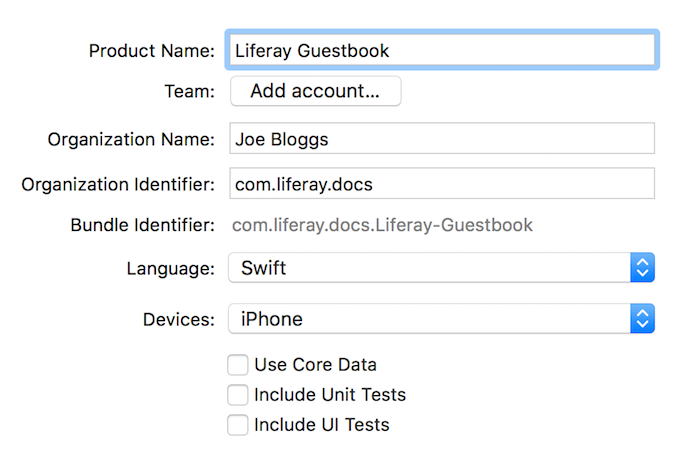 Product Name: Liferay Guestbook
Team: Add account...
Organization Name: Joe Bloggs
Organization Identifier: com.liferay.docs
Bundle Identifier: com.liferay.docs.Liferay-Guestbook
Language: Swift
Devices: iPhone
Use Core Data
Include Unit Tests
Include UI Tests